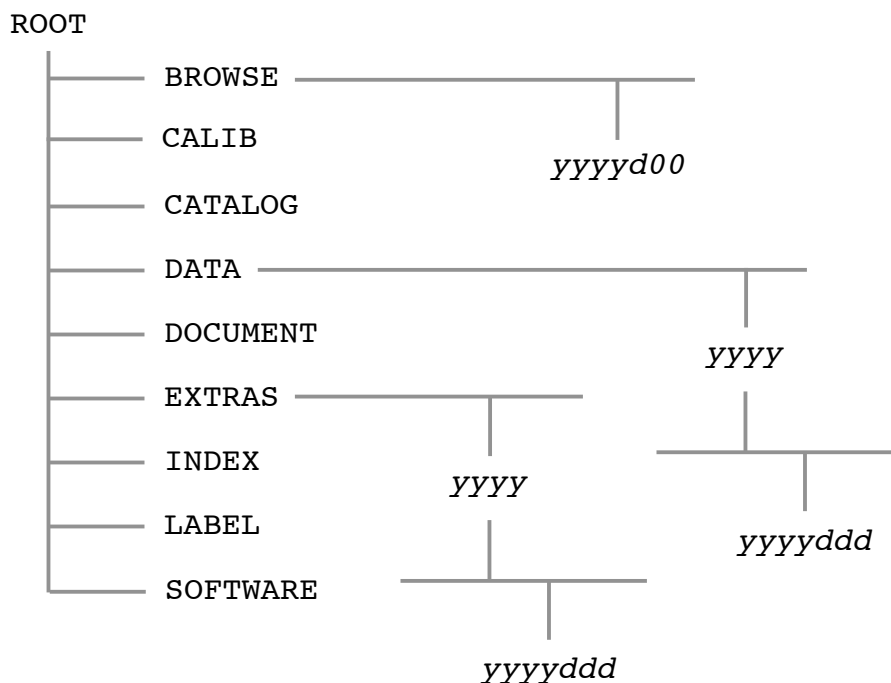 ROOT
BROWSE
CALIB
yyyyd00
CATALOG
DATA
DOCUMENT
yyyy
EXTRAS
INDEX
yyyy
LABEL
yyyyddd
SOFTWARE
yyyyddd